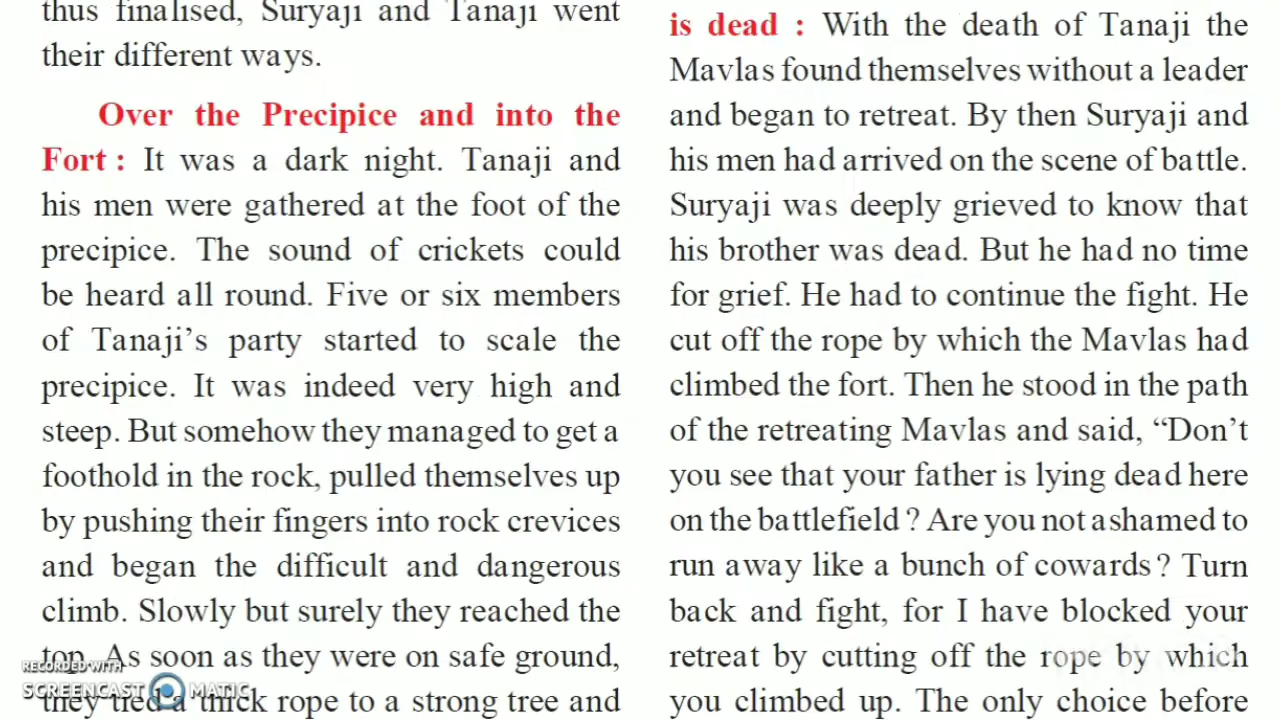 thus finalised, Suryaji and Tanaji went
their different ways.
Over the Precipice and into the
Fort : It was a dark night. Tanaji and
his men were gathered at the foot of the
precipice. The sound of crickets could
be heard all round. Five or six members
of Tanaji’s party started to scale the
precipice. It was indeed very high and
steep. But somehow they managed to get a
foothold in the rock, pulled themselves up
by pushing their fingers into rock crevices
and began the difficult and dangerous
climb. Slowly but surely they reached the
top. As soon as they were on safe ground,
they tied a thick rope to a strong tree and
is dead : With the death of Tanaji the
Mavlas found themselves without a leader
and began to retreat. By then Suryaji and
his men had arrived on the scene of battle.
Suryaji was deeply grieved to know that
his brother was dead. But he had no time
for grief. He had to continue the fight. He
cut off the rope by which the Mavlas had
climbed the fort. Then he stood in the path
of the retreating Mavlas and said, “Don’t
you see that your father is lying dead here
on the battlefield ? Are you not ashamed to
run away like a bunch of cowards? Turn
back and fight, for I have blocked your
retreat by cutting off the rope by which
you climbed up. The only choice before
RECORDED WITH
SCREENCAST MATIC